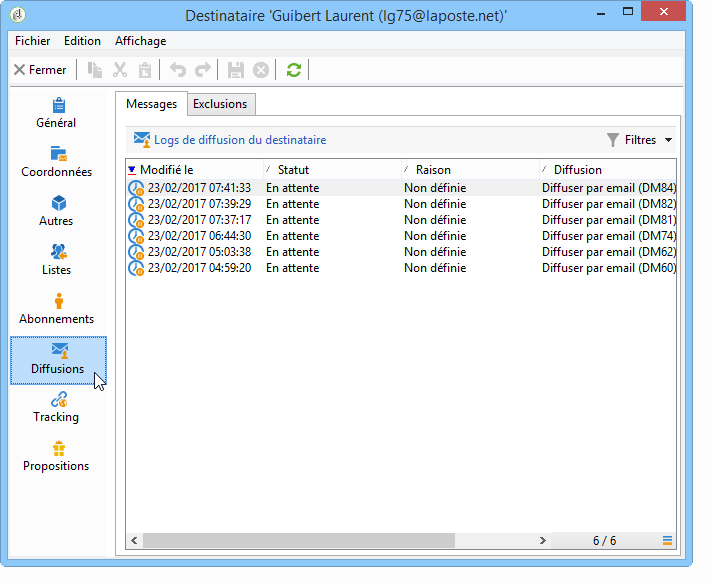 Destinataire 'Guibert Laurent (lg75@laposte.net)'
Fichier Edition Affichage
Fermer
Général
Coordonnées
Autres
Listes
Abonnements
Diffusions
Tracking
Propositions
Messages Exclusions
Logs de diffusion du destinataire Filtres
Modifié le Statut Raison Diffusion
23/02/2017 07:41:33 En attente Non définie Diffuser par email (DM84)
23/02/2017 07:39:29 En attente Non définie Diffuser par email (DM82)
23/02/2017 07:37:17 En attente Non définie Diffuser par email (DM81)
23/02/2017 06:44:30 En attente Non définie Diffuser par email (DM74)
23/02/2017 05:03:38 En attente Non définie Diffuser par email (DM62)
23/02/2017 04:59:20 En attente Non définie Diffuser par email (DM60)
6 / 6